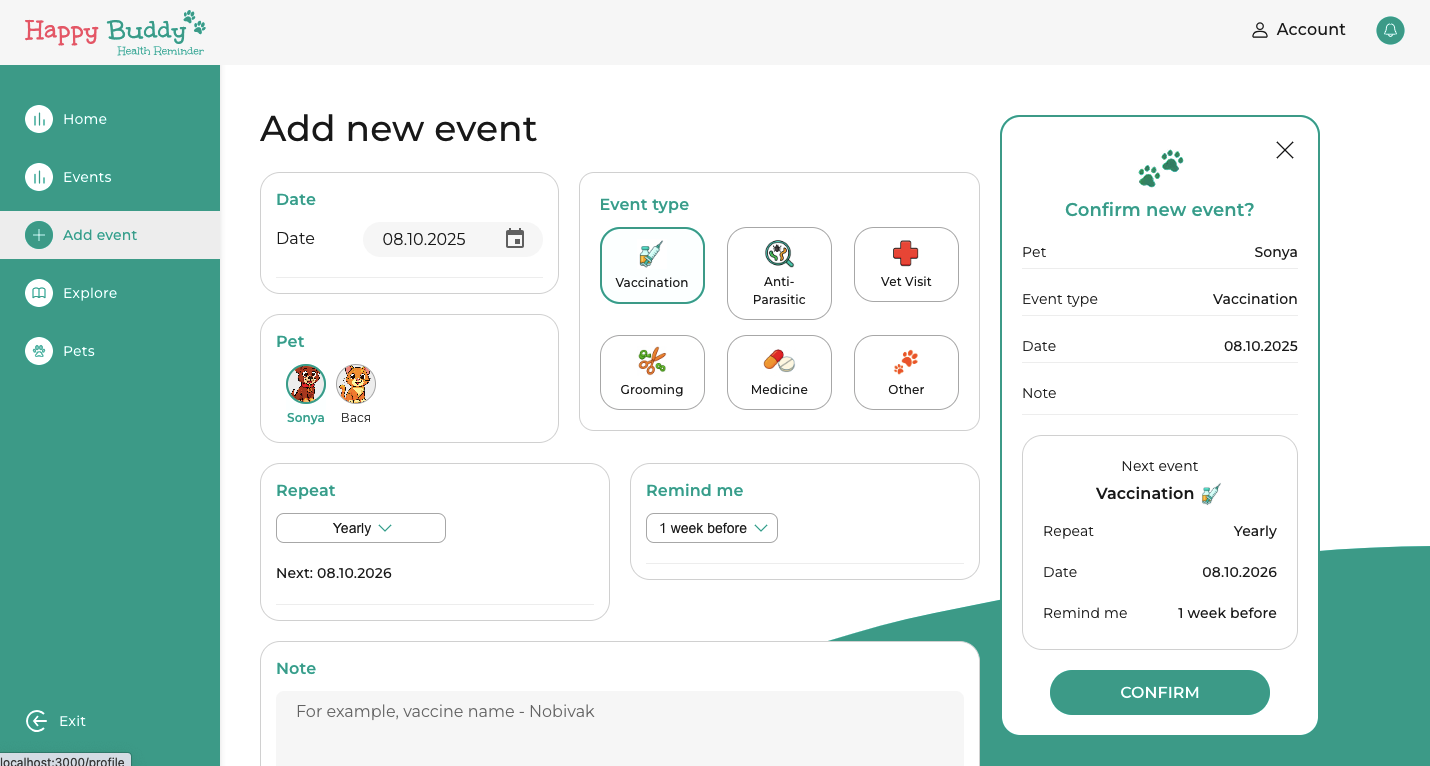 Happy Buddy
Health Reminder
Account
Home
Events
Add event
Explore
Pets
Exit
localhost:3000/profile
Add new event
Date
Date 08.10.2025
Pet
Sonya Вася
Event type
Vaccination
Anti-
Parasitic
Vet Visit
Grooming
Medicine
Other
Repeat
Yearly
Next: 08.10.2026
Remind me
1 week before
Note
For example, vaccine name - Nobivak
Confirm new event?
Pet Sonya
Event type Vaccination
Date 08.10.2025
Note
Next event
Vaccination
Repeat Yearly
Date 08.10.2026
Remind me 1 week before
CONFIRM